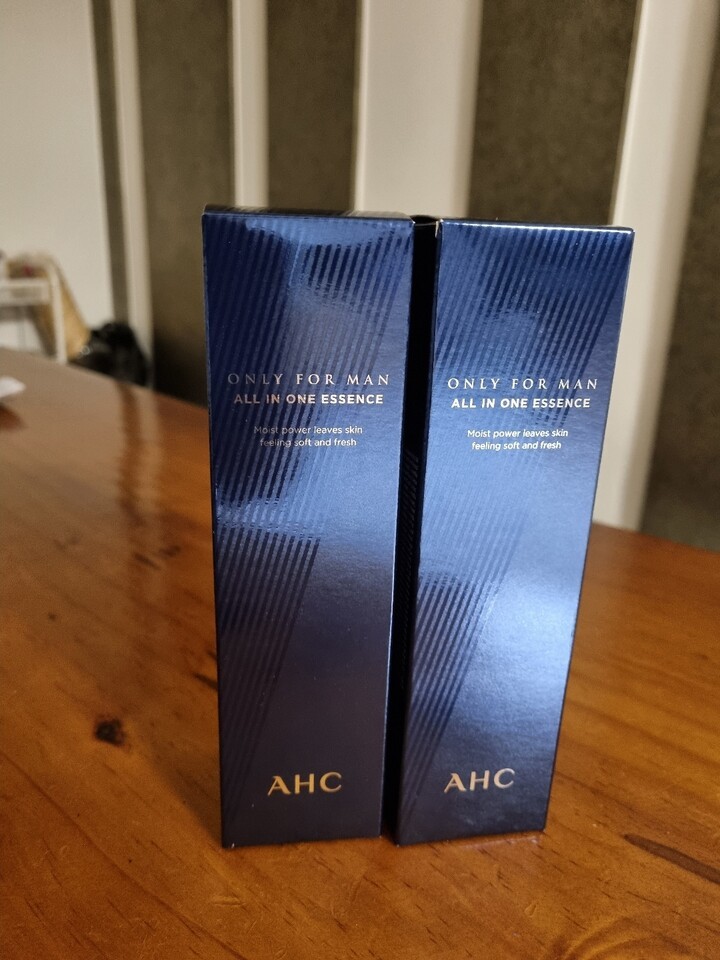 ONLY FOR MAN
ALL IN ONE ESSENCE
Moist power leaves skin
feeling soft and fresh
AHC
ONLY FOR MAN
ALL IN ONE ESSENCE
Moist power leaves skin
feeling soft and fresh
AHC